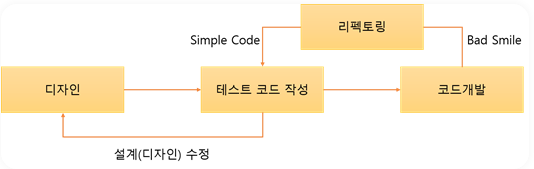 리펙토링
Simple Code
Bad Smile
디자인
테스트 코드 작성
코드개발
설계(디자인) 수정